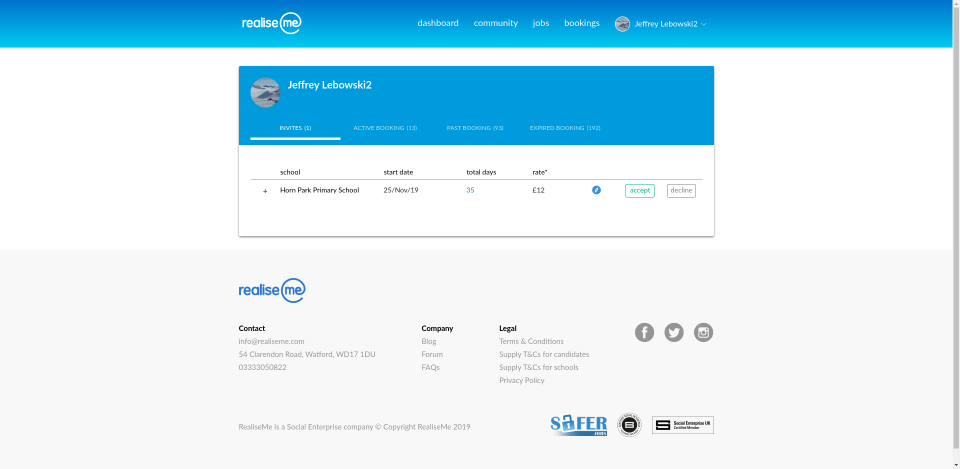 realise me
dashboard community jobs bookings Jeffrey Lebowski2
Jeffrey Lebowski2
INVITES (1) ACTIVE BOOKING (13) PAST BOOKING (93) EXPIRED BOOKING (192)
school start date total days rate*
+ Horn Park Primary School 25/Nov/19 35 £12 accept decline
realise me
Contact Company Legal
info@realiseme.com Blog Terms & Conditions
54 Clarendon Road, Watford, WD17 1DU Forum Supply T&Cs for candidates
03333050822 FAQs Supply T&Cs for schools
Privacy Policy
RealiseMe is a Social Enterprise company © Copyright RealiseMe 2019
SAFER JOBS
Social Enterprise UK
Certified Member